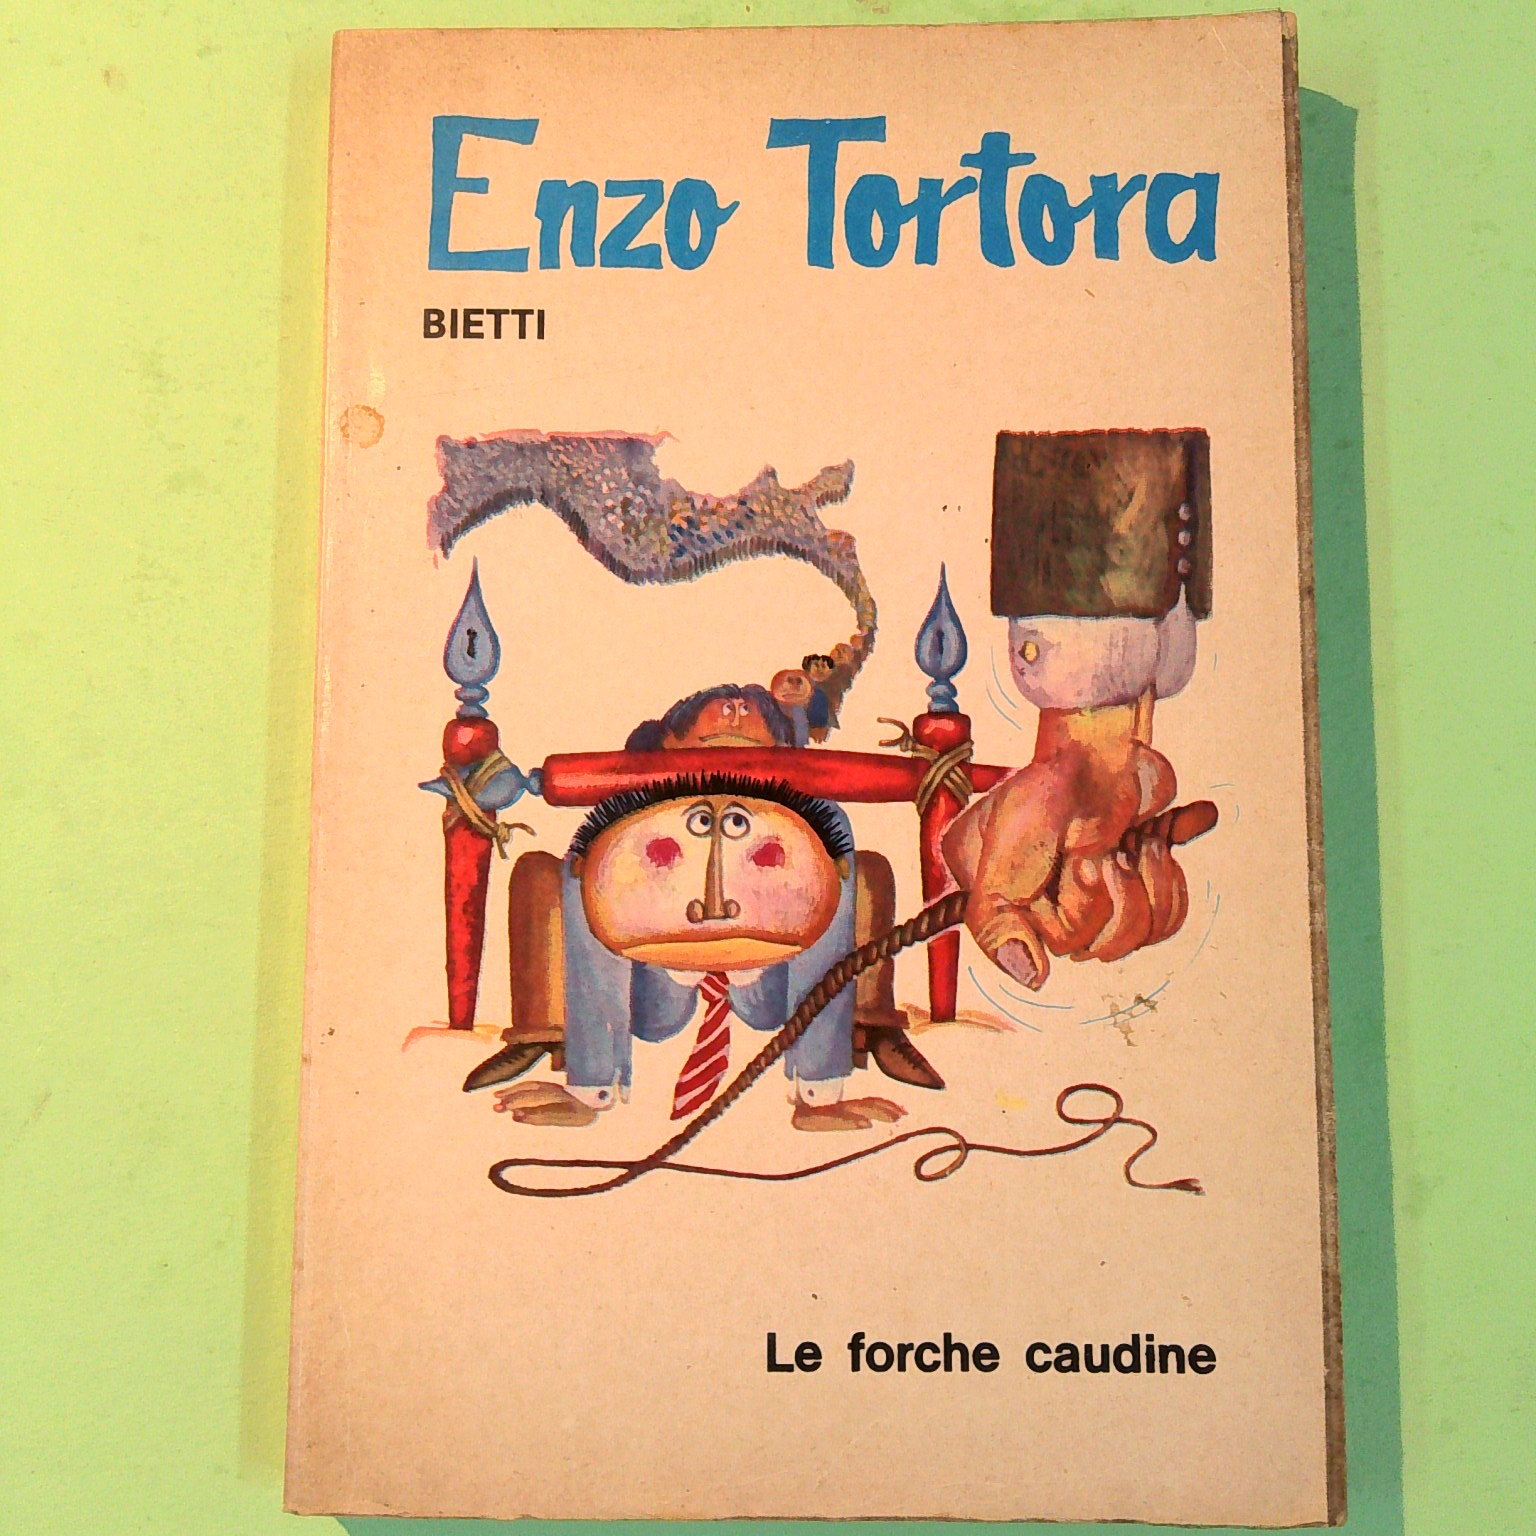 Enzo Tortora
BIETTI
Le forche caudine